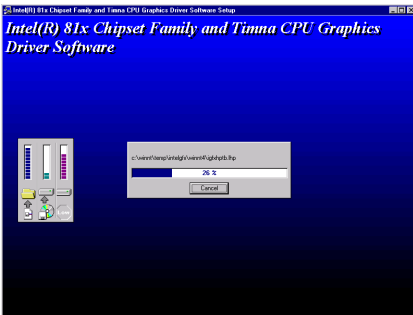 Intel(R) 81x Chipset Family and Timna CPU Graphics Driver Software Setup
Intel(R) 81x Chipset Family and Timna CPU Graphics
Driver Software
c:\winnt\temp\intelgfx\winnt4\igfxhptb.lhp
26 %
Cancel